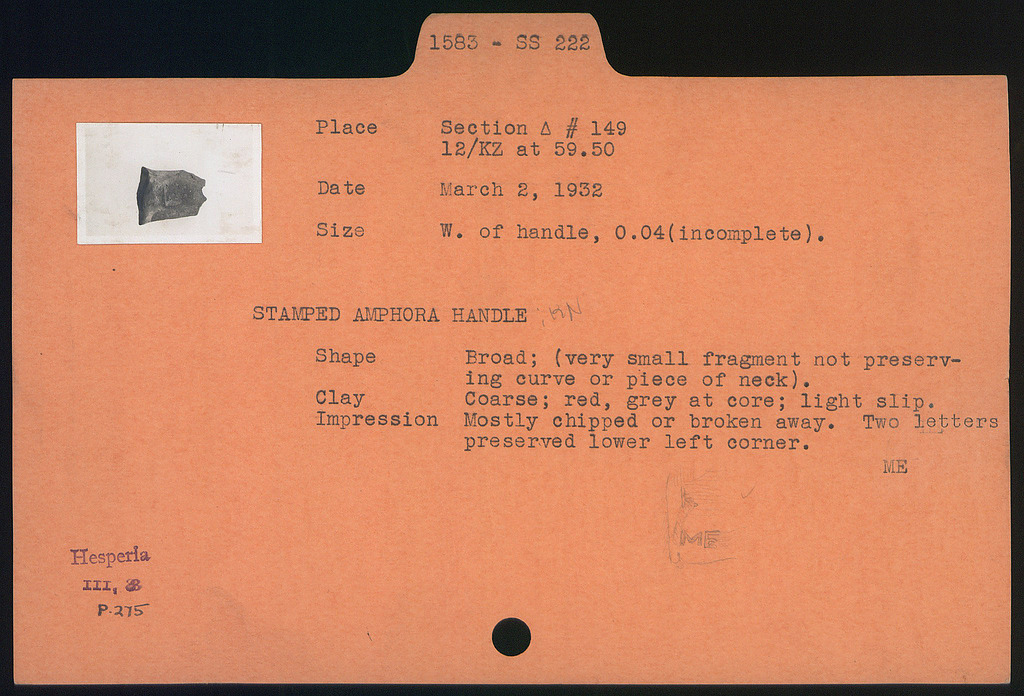 1583 - SS 222
Place Section Δ # 149
12/KZ at 59.50
Date March 2, 1932
Size W. of handle, 0.04(incomplete).
STAMPED AMPHORA HANDLE ; KN
Shape Broad; (very small fragment not preserv-
ing curve or piece of neck).
Clay Coarse; red, grey at core; light slip.
Impression Mostly chipped or broken away. Two letters
preserved lower left corner.
ME
ME
Hesperia
III, 3
P. 275